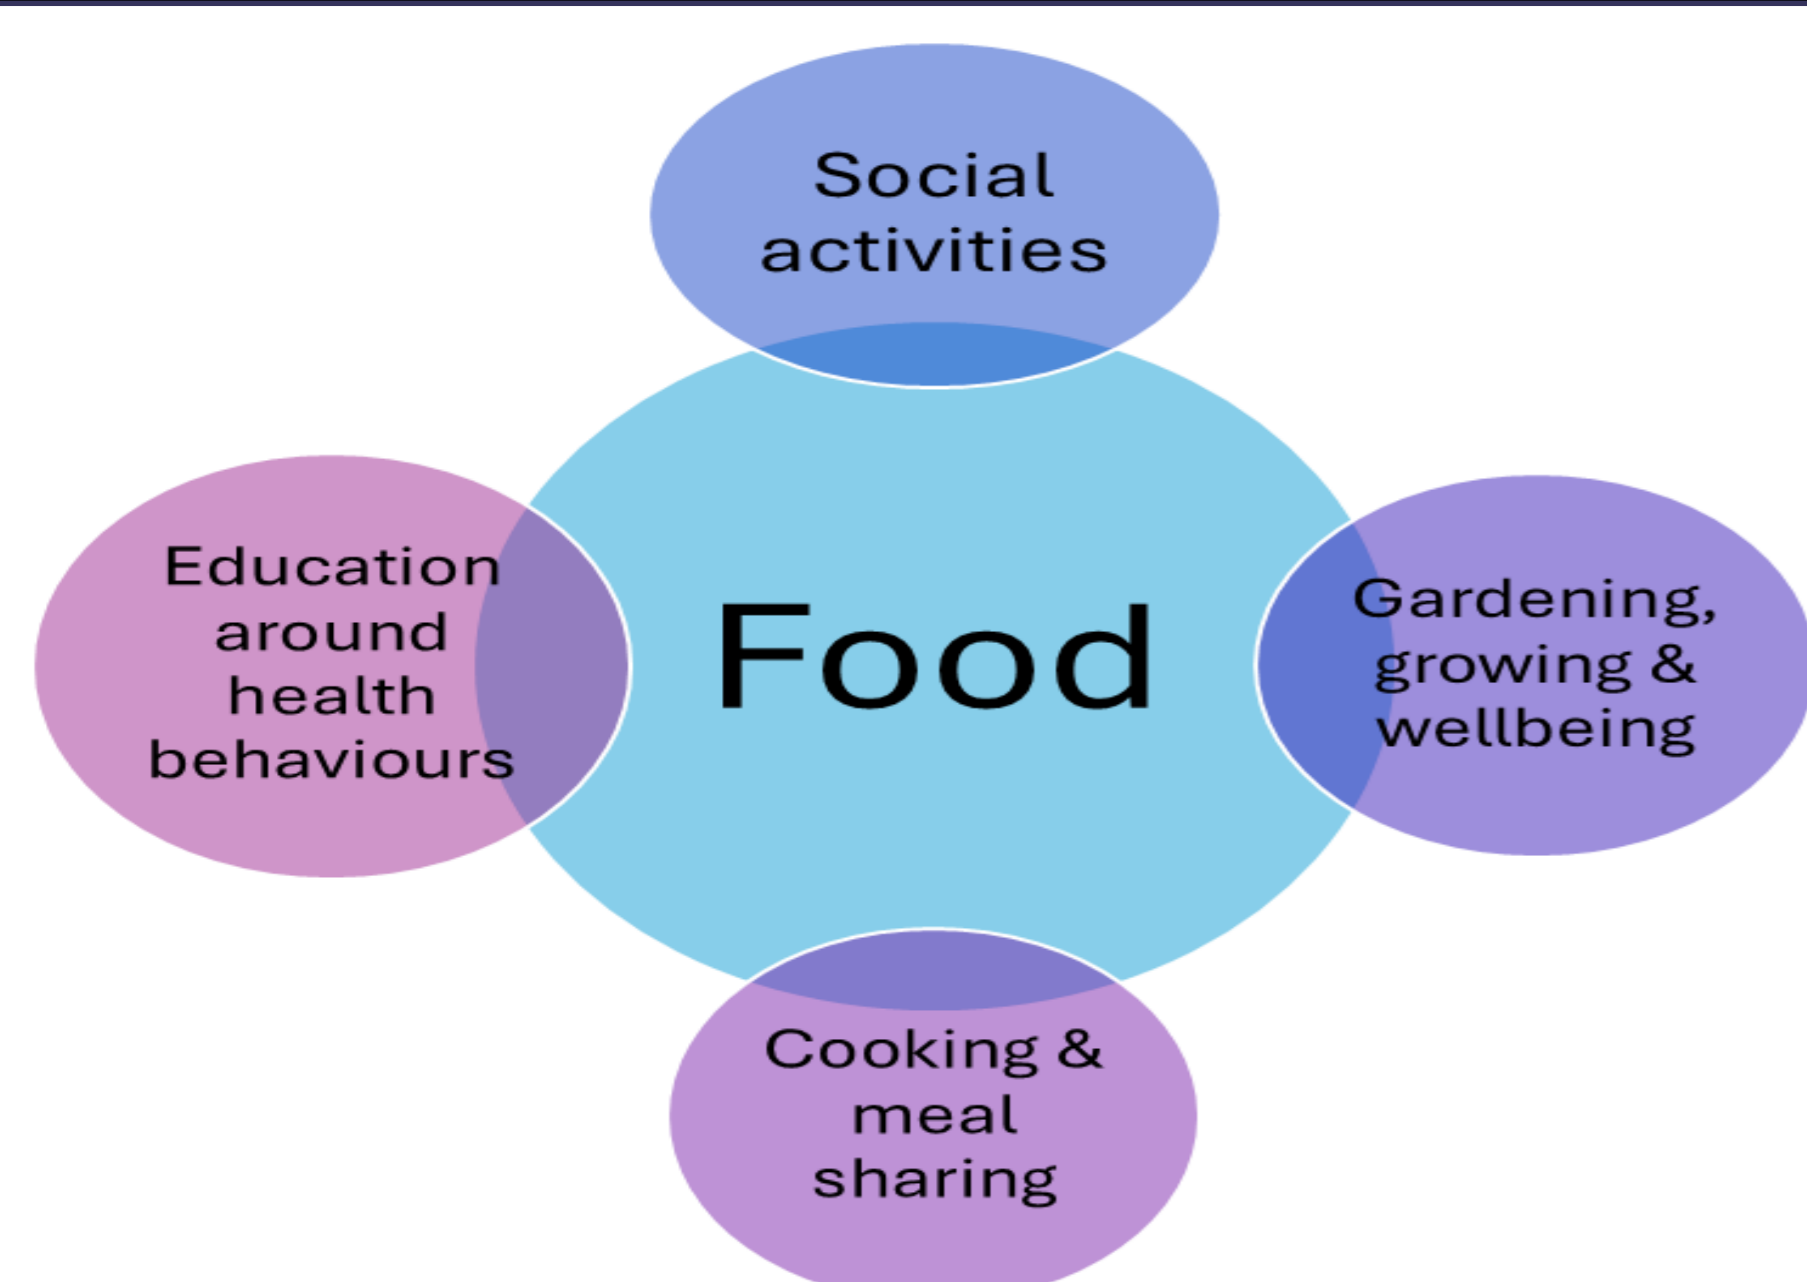 Social
activities
Education
around
health
behaviours
Food
Gardening,
growing &
wellbeing
Cooking &
meal
sharing